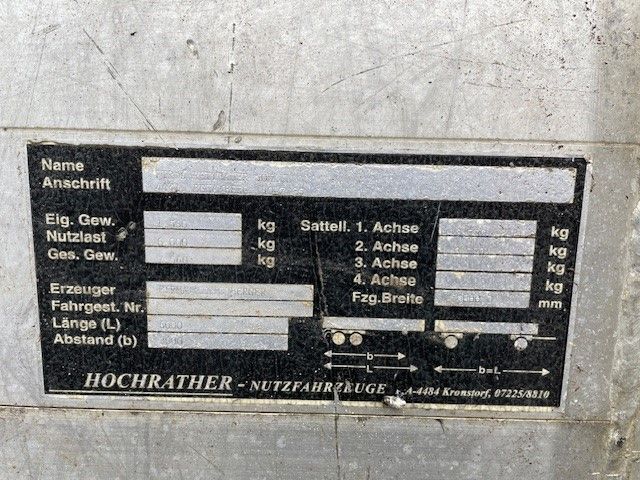 Name
Anschrift
Eig. Gew. kg
Nutzlast kg
Ges. Gew. kg
Sattell. 1. Achse kg
2. Achse kg
3. Achse kg
4. Achse kg
Fzg.Breite mm
Erzeuger
Fahrgest. Nr.
Länge (L)
Abstand (b)
b
L
b=L
HOCHRATHER - NUTZFAHRZEUGE · A-4484 Kronstorf, 07225/8810